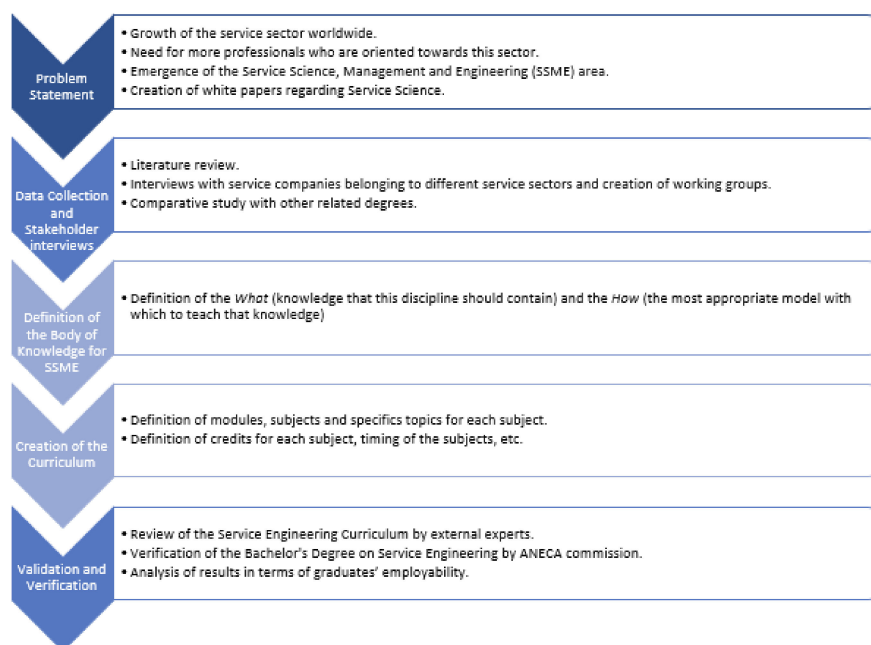 Problem
Statement
• Growth of the service sector worldwide.
• Need for more professionals who are oriented towards this sector.
• Emergence of the Service Science, Management and Engineering (SSME) area.
• Creation of white papers regarding Service Science.
Data Collection
and
Stakeholder
interviews
• Literature review.
• Interviews with service companies belonging to different service sectors and creation of working groups.
• Comparative study with other related degrees.
Definition of
the Body of
Knowledge for
SSME
• Definition of the What (knowledge that this discipline should contain) and the How (the most appropriate model with
which to teach that knowledge)
Creation of the
Curriculum
• Definition of modules, subjects and specifics topics for each subject.
• Definition of credits for each subject, timing of the subjects, etc.
Validation and
Verification
• Review of the Service Engineering Curriculum by external experts.
• Verification of the Bachelor's Degree on Service Engineering by ANECA commission.
• Analysis of results in terms of graduates' employability.